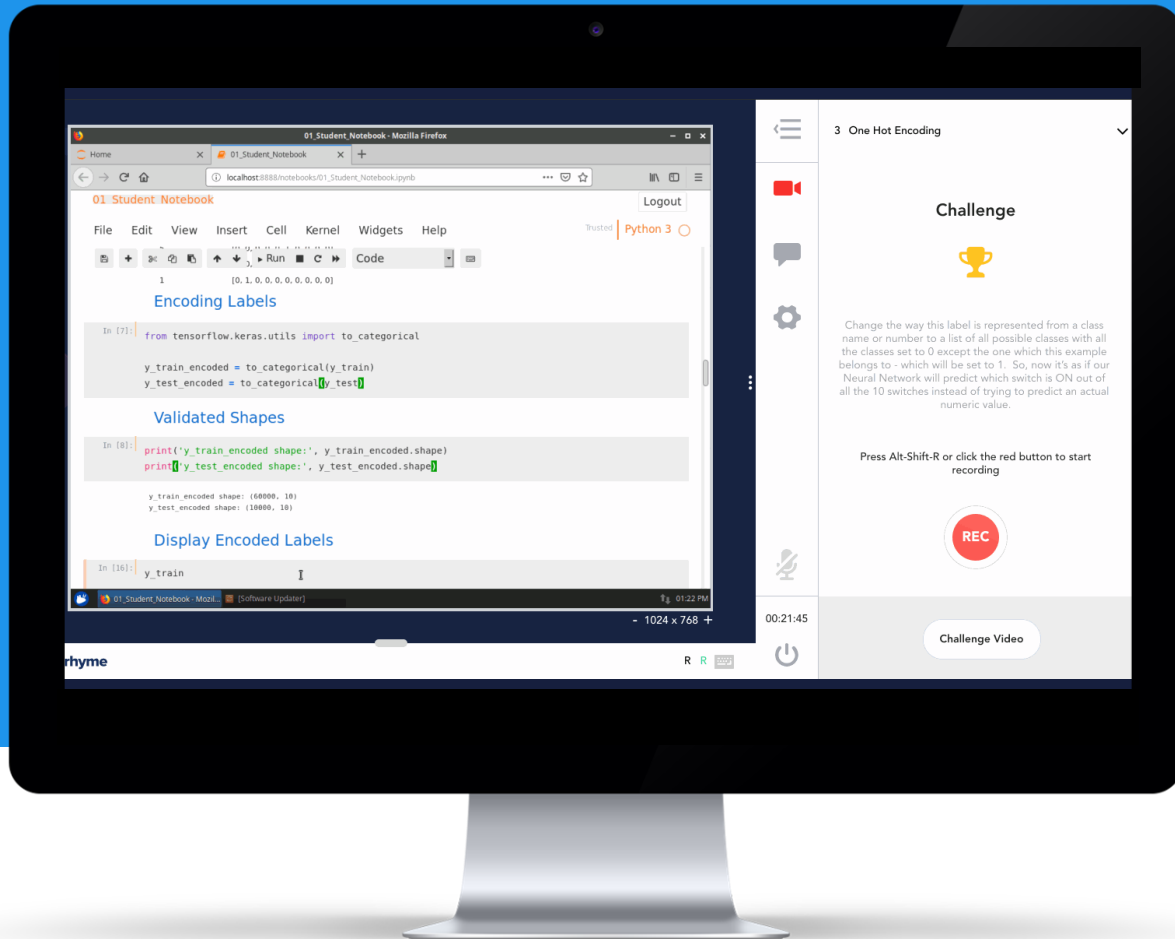 01_Student_Notebook - Mozilla Firefox
Home
01_Student_Notebook
localhost:8888/notebooks/01_Student_Notebook.ipynb
01 Student Notebook
Logout
File Edit View Insert Cell Kernel Widgets Help
Trusted
Python 3
Run
Code
1 [0, 1, 0, 0, 0, 0, 0, 0, 0, 0]
Encoding Labels
In [7]:
from tensorflow.keras.utils import to_categorical
y_train_encoded = to_categorical(y_train)
y_test_encoded = to_categorical(y_test)
Validated Shapes
In [8]:
print('y_train_encoded shape:', y_train_encoded.shape)
print('y_test_encoded shape:', y_test_encoded.shape)
y_train_encoded shape: (60000, 10)
y_test_encoded shape: (10000, 10)
Display Encoded Labels
In [16]:
y_train
01_Student_Notebook - Mozil...
[Software Updater]
01:22 PM
- 1024 x 768 +
rhyme
R R
00:21:45
3 One Hot Encoding
Challenge
Change the way this label is represented from a class
name or number to a list of all possible classes with all
the classes set to 0 except the one which this example
belongs to - which will be set to 1. So, now it's as if our
Neural Network will predict which switch is ON out of
all the 10 switches instead of trying to predict an actual
numeric value.
Press Alt-Shift-R or click the red button to start
recording
REC
Challenge Video